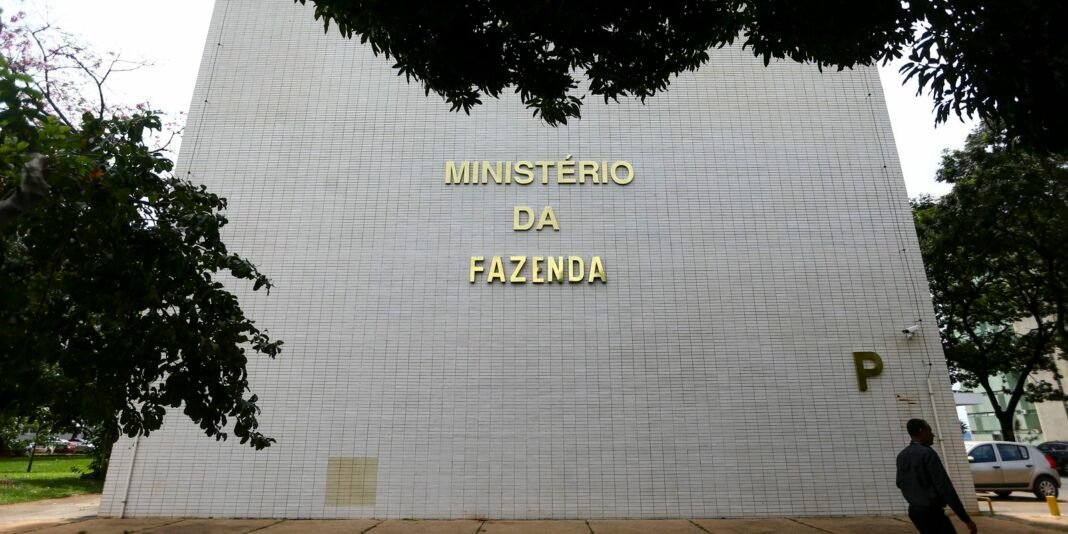 MINISTÉRIO
DA
FAZENDA
P